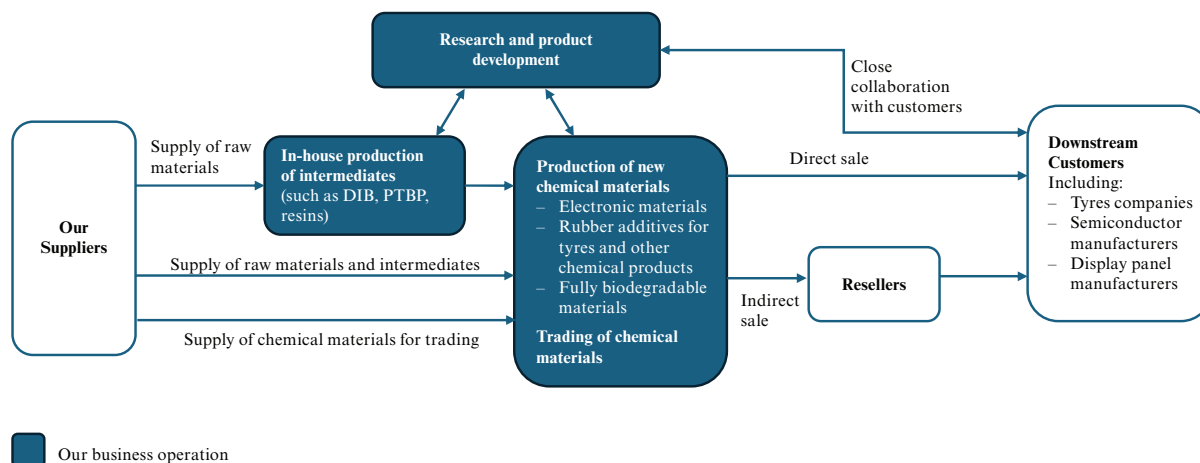 Research and product
development
Close
collaboration
with customers
Supply of raw
materials
In-house production
of intermediates
(such as DIB, PTBP,
resins)
Our
Suppliers
Supply of raw materials and intermediates
Supply of chemical materials for trading
Production of new
chemical materials
– Electronic materials
– Rubber additives for
tyres and other
chemical products
– Fully biodegradable
materials
Trading of chemical
materials
Direct sale
Indirect
sale
Resellers
Downstream
Customers
Including:
– Tyres companies
– Semiconductor
manufacturers
– Display panel
manufacturers
Our business operation